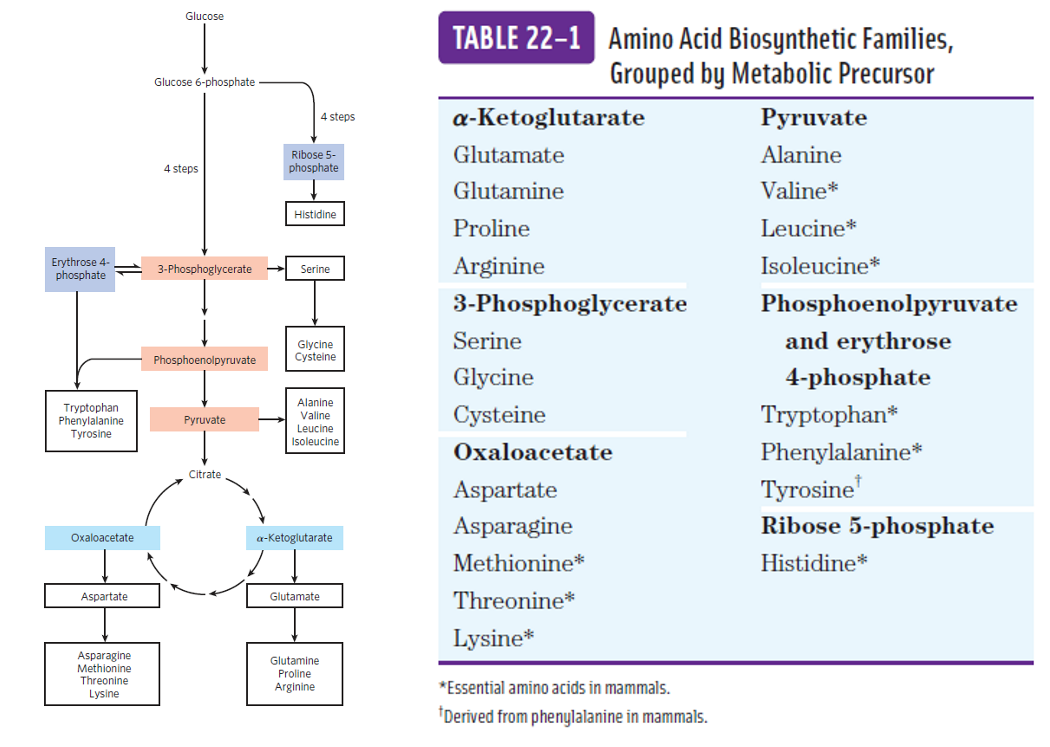 Glucose
Glucose 6-phosphate
4 steps
Ribose 5-
phosphate
4 steps
Histidine
Erythrose 4-
phosphate
3-Phosphoglycerate
Serine
Glycine
Cysteine
Phosphoenolpyruvate
Tryptophan
Phenylalanine
Tyrosine
Pyruvate
Alanine
Valine
Leucine
Isoleucine
Citrate
Oxaloacetate
α-Ketoglutarate
Aspartate
Glutamate
Asparagine
Methionine
Threonine
Lysine
Glutamine
Proline
Arginine
TABLE 22–1
Amino Acid Biosynthetic Families,
Grouped by Metabolic Precursor
α-Ketoglutarate
Glutamate
Glutamine
Proline
Arginine
3-Phosphoglycerate
Serine
Glycine
Cysteine
Oxaloacetate
Aspartate
Asparagine
Methionine*
Threonine*
Lysine*
Pyruvate
Alanine
Valine*
Leucine*
Isoleucine*
Phosphoenolpyruvate
and erythrose
4-phosphate
Tryptophan*
Phenylalanine*
Tyrosine†
Ribose 5-phosphate
Histidine*
*Essential amino acids in mammals.
†Derived from phenylalanine in mammals.